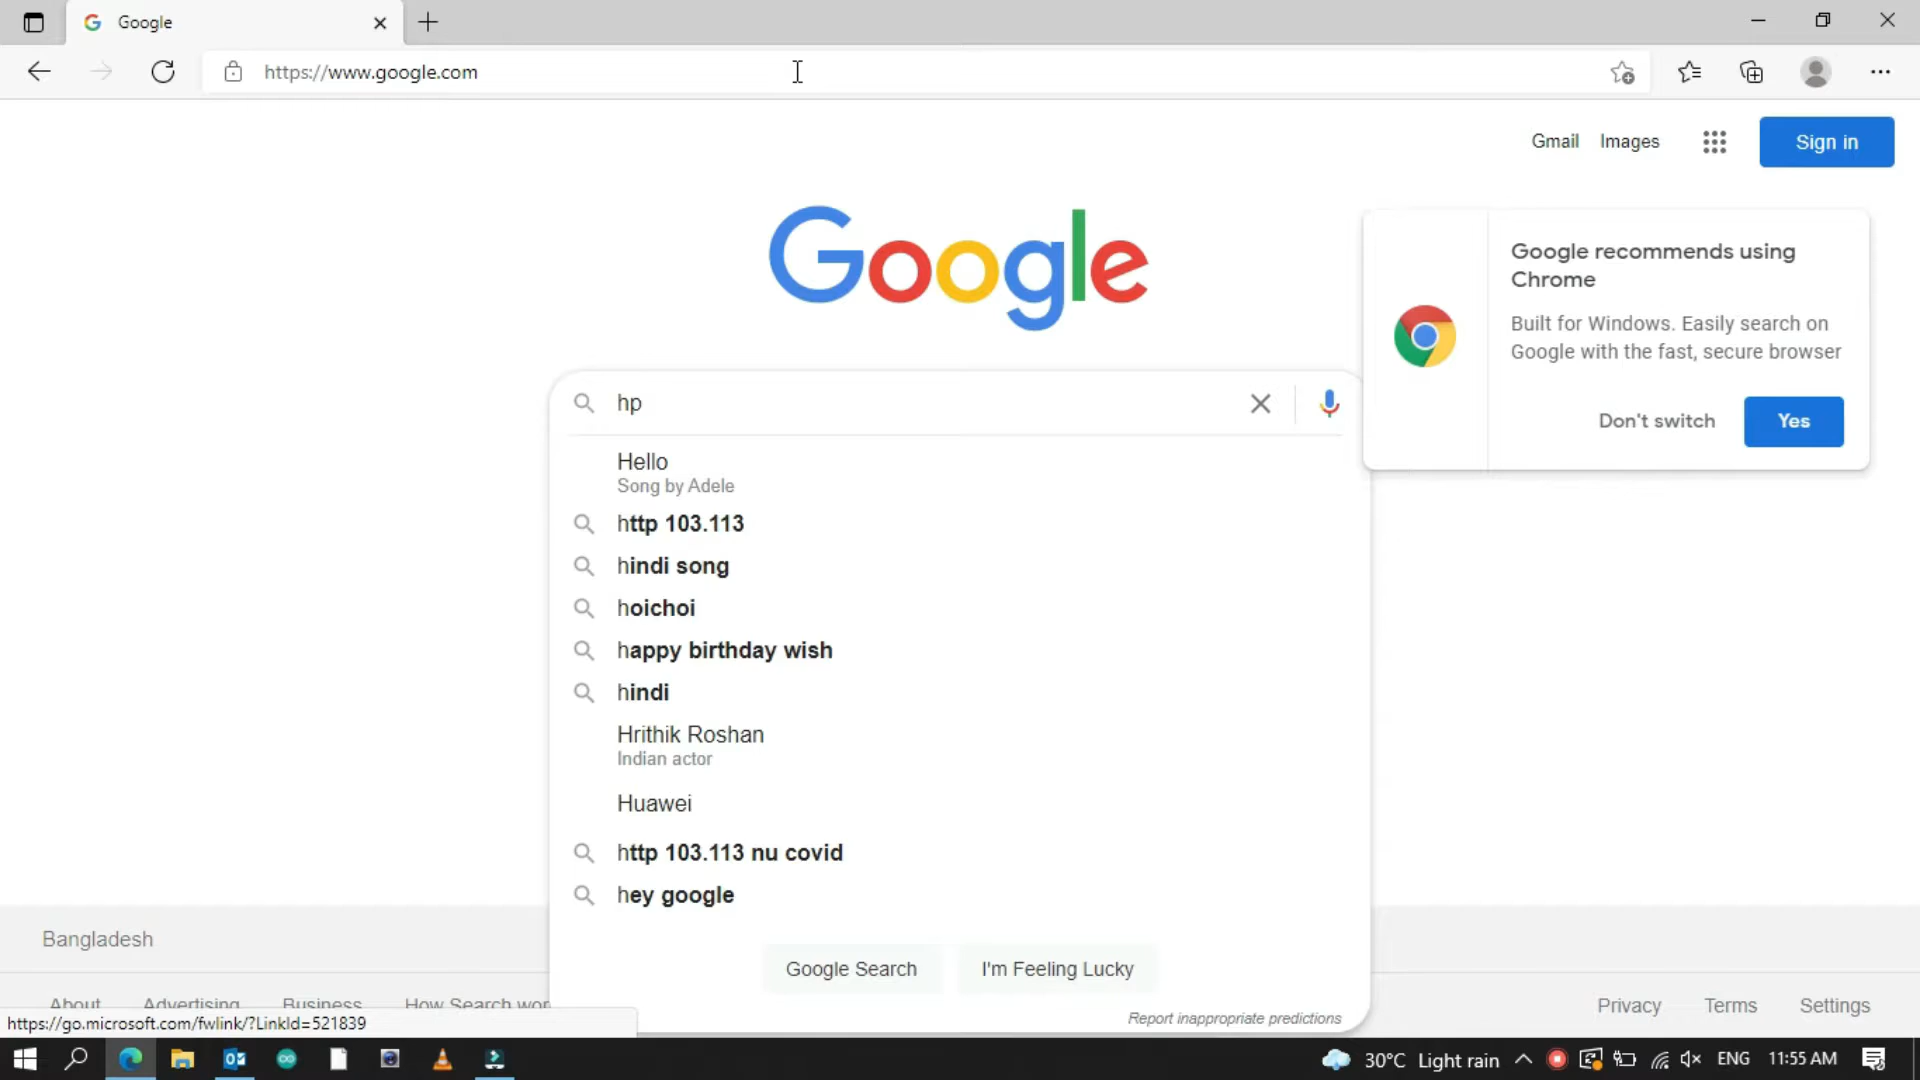 Google
https://www.google.com
Gmail Images Sign in
Google
Google recommends using
Chrome
Built for Windows. Easily search on
Google with the fast, secure browser
Don't switch Yes
hp
Hello
Song by Adele
http 103.113
hindi song
hoichoi
happy birthday wish
hindi
Hrithik Roshan
Indian actor
Huawei
http 103.113 nu covid
hey google
Google Search I'm Feeling Lucky
Report inappropriate predictions
Bangladesh
About Advertising Business How Search wor
Privacy Terms Settings
https://go.microsoft.com/fwlink/?LinkId=521839
30°C Light rain ENG 11:55 AM